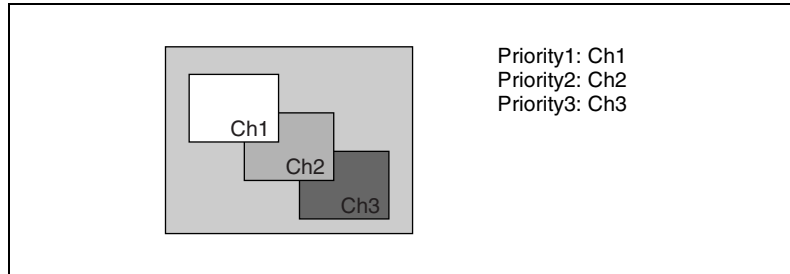 Priority1: Ch1
Priority2: Ch2
Priority3: Ch3
Ch1
Ch2
Ch3